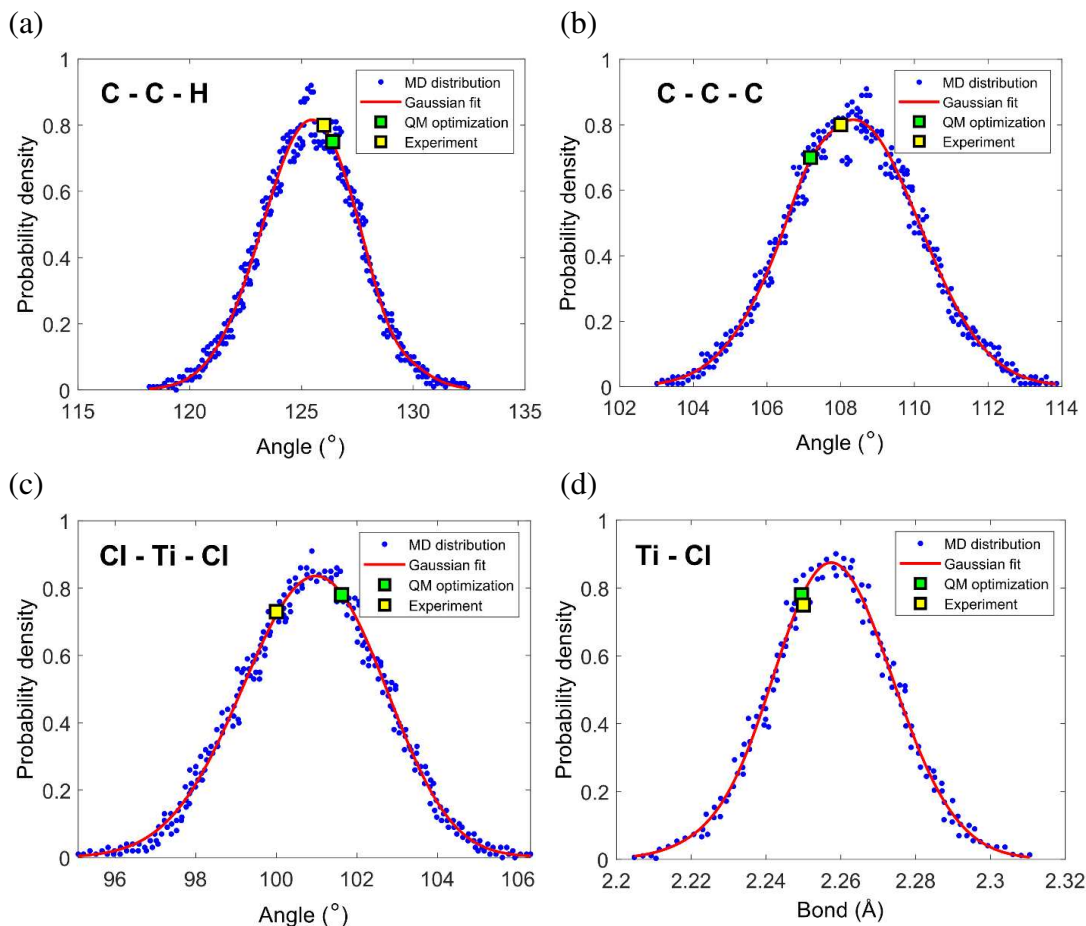 (a)
C - C - H
MD distribution
Gaussian fit
QM optimization
Experiment
Probability density
1
0.8
0.6
0.4
0.2
0
115 120 125 130 135
Angle (°)
(b)
C - C - C
MD distribution
Gaussian fit
QM optimization
Experiment
Probability density
1
0.8
0.6
0.4
0.2
0
102 104 106 108 110 112 114
Angle (°)
(c)
Cl - Ti - Cl
MD distribution
Gaussian fit
QM optimization
Experiment
Probability density
1
0.8
0.6
0.4
0.2
0
96 98 100 102 104 106
Angle (°)
(d)
Ti - Cl
MD distribution
Gaussian fit
QM optimization
Experiment
Probability density
1
0.8
0.6
0.4
0.2
0
2.2 2.22 2.240 2.26 2.28 2.3 2.32
Bond (Å)